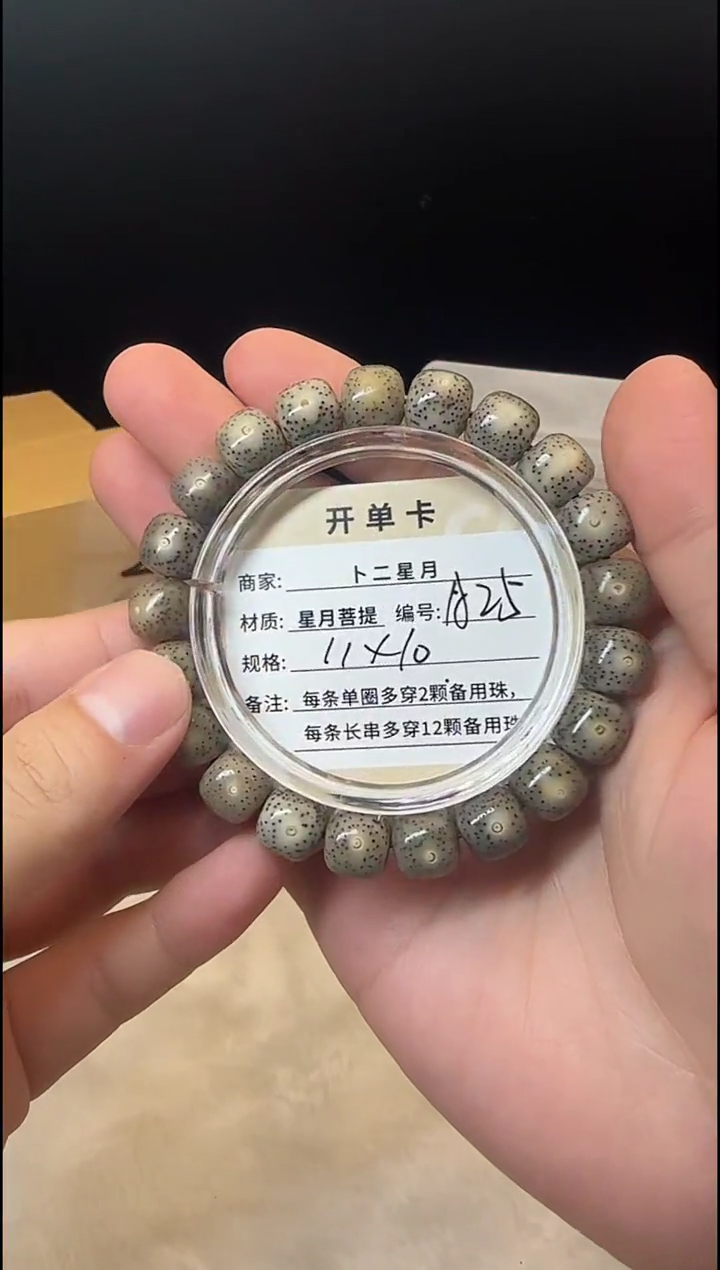 开单卡
商家: 卜二星月
材质: 星月菩提 编号: A25
规格: 11×10
备注: 每条单圈多穿2颗备用珠,
每条长串多穿12颗备用珠